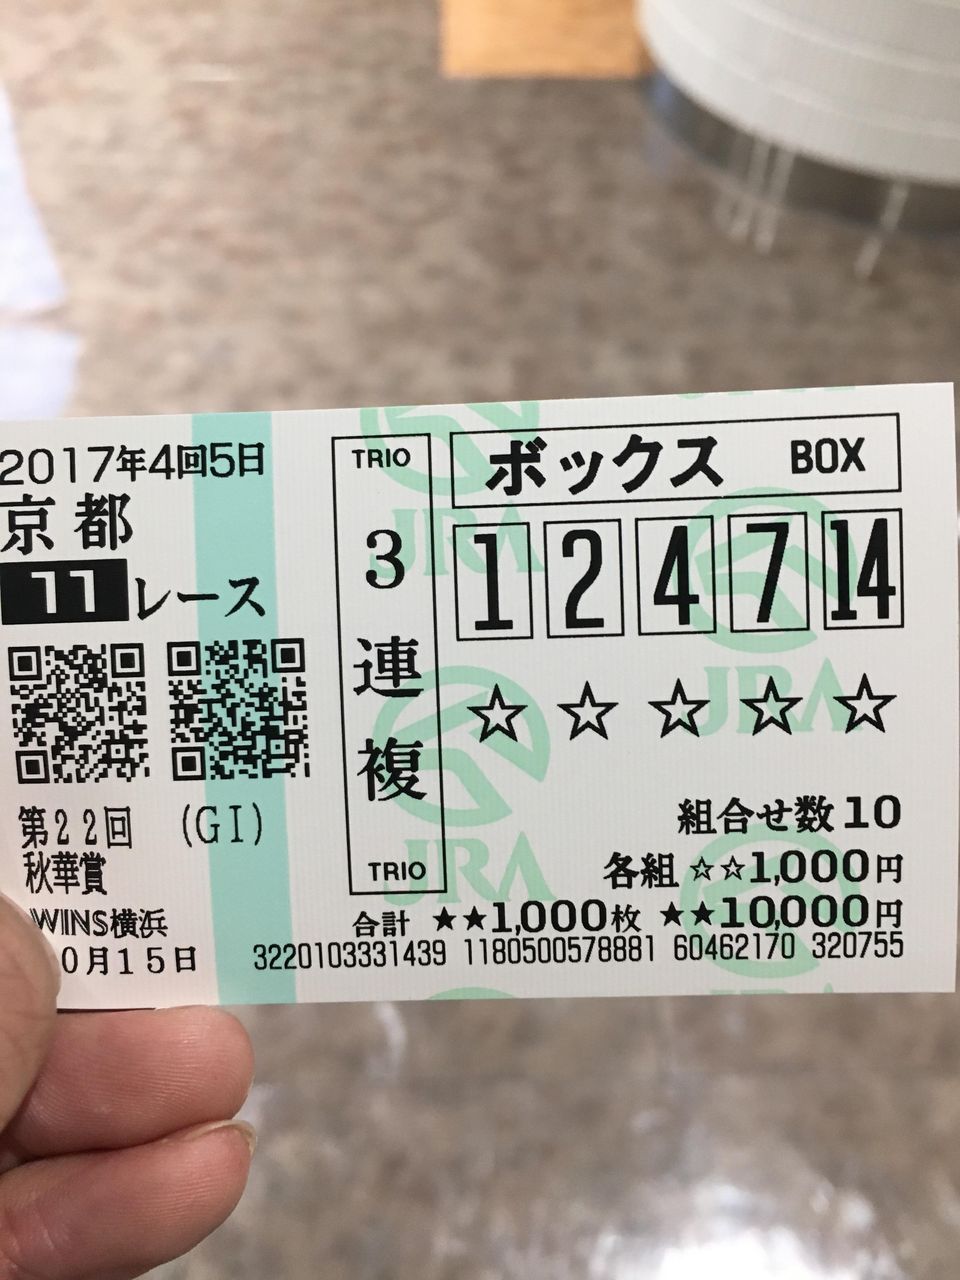 2017年4回5日
京都
11レース
第22回 (GI)
秋華賞
WINS横浜
0月15日
TRIO
3連複
TRIO
ボックス BOX
1 2 4 7 14
☆ ☆ ☆ ☆ ☆
組合せ数10
各組 ☆☆1,000円
合計 ★★1,000枚 ★★10,000円
3220103331439 1180500578881 60462170 320755
JRA
JRA
JRA